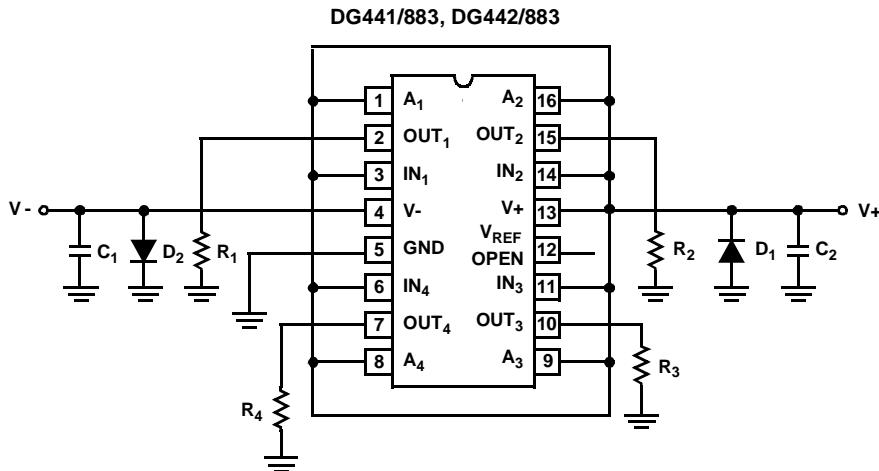 DG441/883, DG442/883
1 A1 A2 16
2 OUT1 OUT2 15
3 IN1 IN2 14
V- 4 V- V+ 13 V+
C1 D2 R1 5 GND VREF OPEN 12 R2 D1 C2
6 IN4 IN3 11
7 OUT4 OUT3 10
8 A4 A3 9
R4 R3